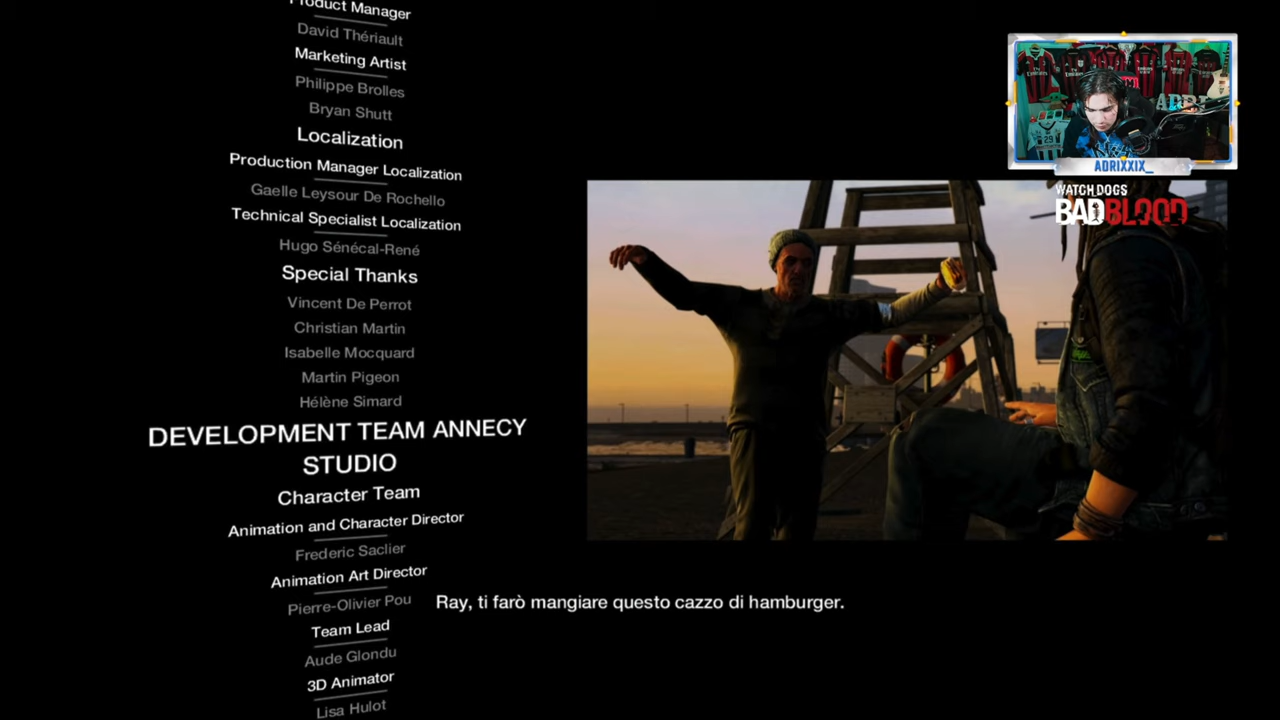 Product Manager
David Thériault
Marketing Artist
Philippe Brolles
Bryan Shutt
Localization
Production Manager Localization
Gaelle Leysour De Rochello
Technical Specialist Localization
Hugo Sénécal-René
Special Thanks
Vincent De Perrot
Christian Martin
Isabelle Mocquard
Martin Pigeon
Hélène Simard
DEVELOPMENT TEAM ANNECY
STUDIO
Character Team
Animation and Character Director
Frederic Saclier
Animation Art Director
Pierre-Olivier Pou
Team Lead
Aude Glondu
3D Animator
Lisa Hulot
ADRIXXIX_
WATCH DOGS
BADBLOOD
Ray, ti farò mangiare questo cazzo di hamburger.